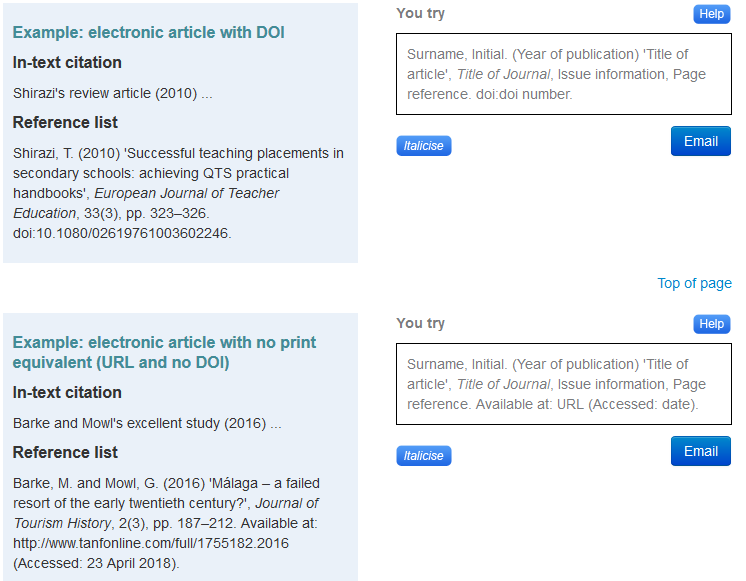 Example: electronic article with DOI
In-text citation
Shirazi's review article (2010) ...
Reference list
Shirazi, T. (2010) 'Successful teaching placements in
secondary schools: achieving QTS practical
handbooks', European Journal of Teacher
Education, 33(3), pp. 323–326.
doi:10.1080/02619761003602246.
You try
Help
Surname, Initial. (Year of publication) 'Title of
article', Title of Journal, Issue information, Page
reference. doi:doi number.
Italicise
Email
Top of page
Example: electronic article with no print
equivalent (URL and no DOI)
In-text citation
Barke and Mowl's excellent study (2016) ...
Reference list
Barke, M. and Mowl, G. (2016) 'Málaga – a failed
resort of the early twentieth century?', Journal of
Tourism History, 2(3), pp. 187–212. Available at:
http://www.tanfonline.com/full/1755182.2016
(Accessed: 23 April 2018).
You try
Help
Surname, Initial. (Year of publication) 'Title of
article', Title of Journal, Issue information, Page
reference. Available at: URL (Accessed: date).
Italicise
Email